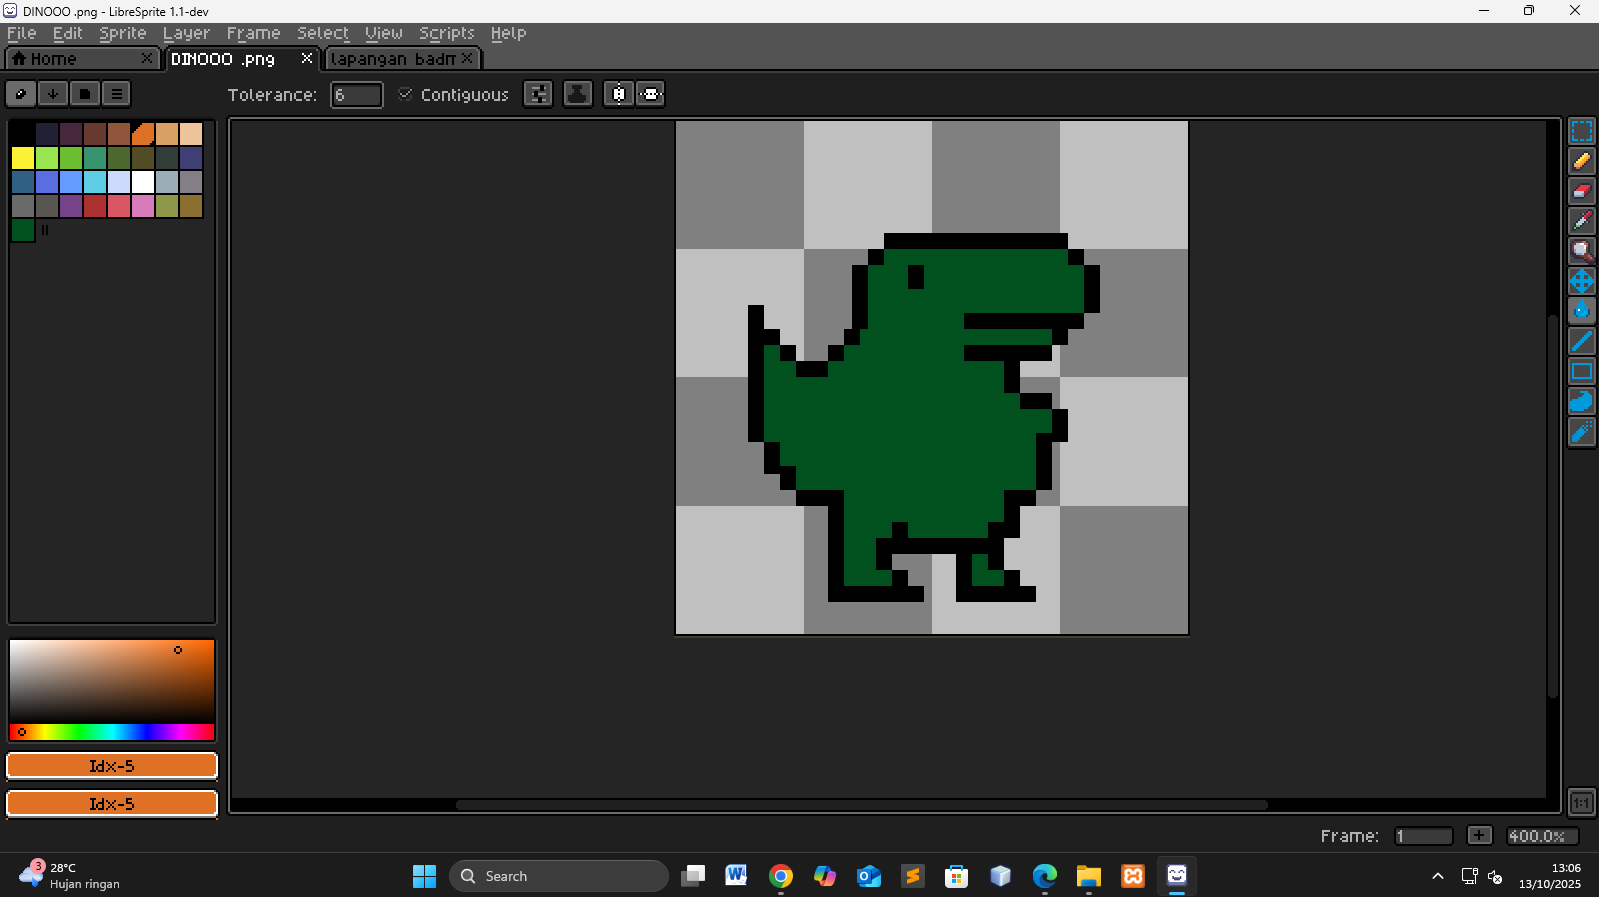 DINOOO .png - LibreSprite 1.1-dev
File Edit Sprite Layer Frame Select View Scripts Help
Home DINOOO .png lapangan badm
Tolerance: 6 Contiguous
Idx-5
Idx-5
1:1
Frame: 1 + 400.0%
3 28°C
Hujan ringan
Search
13:06
13/10/2025